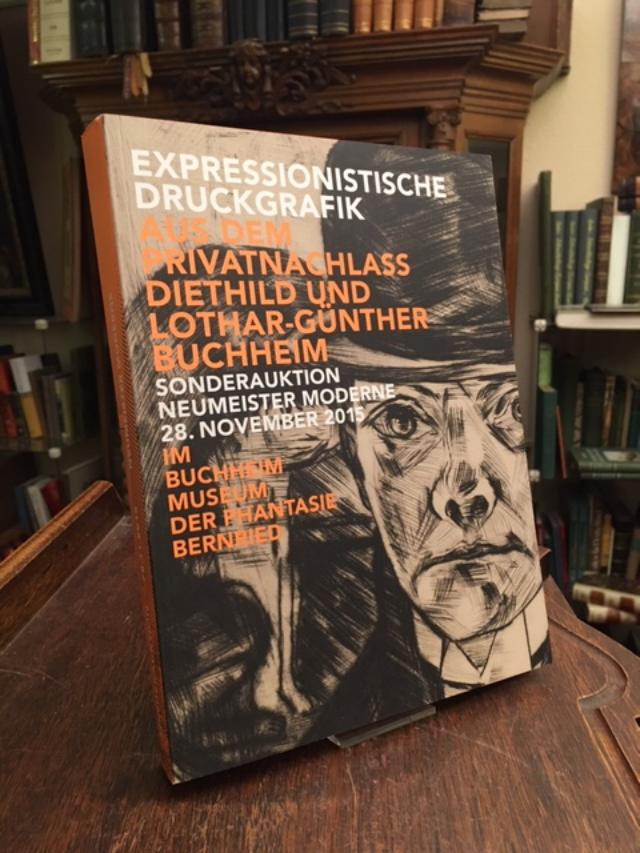 EXPRESSIONISTISCHE
DRUCKGRAFIK
AUS DEM
PRIVATNACHLASS
DIETHILD UND
LOTHAR-GÜNTHER
BUCHHEIM
SONDERAUKTION
NEUMEISTER MODERNE
28. NOVEMBER 2015
IM
BUCHHEIM
MUSEUM
DER PHANTASIE
BERNRIED